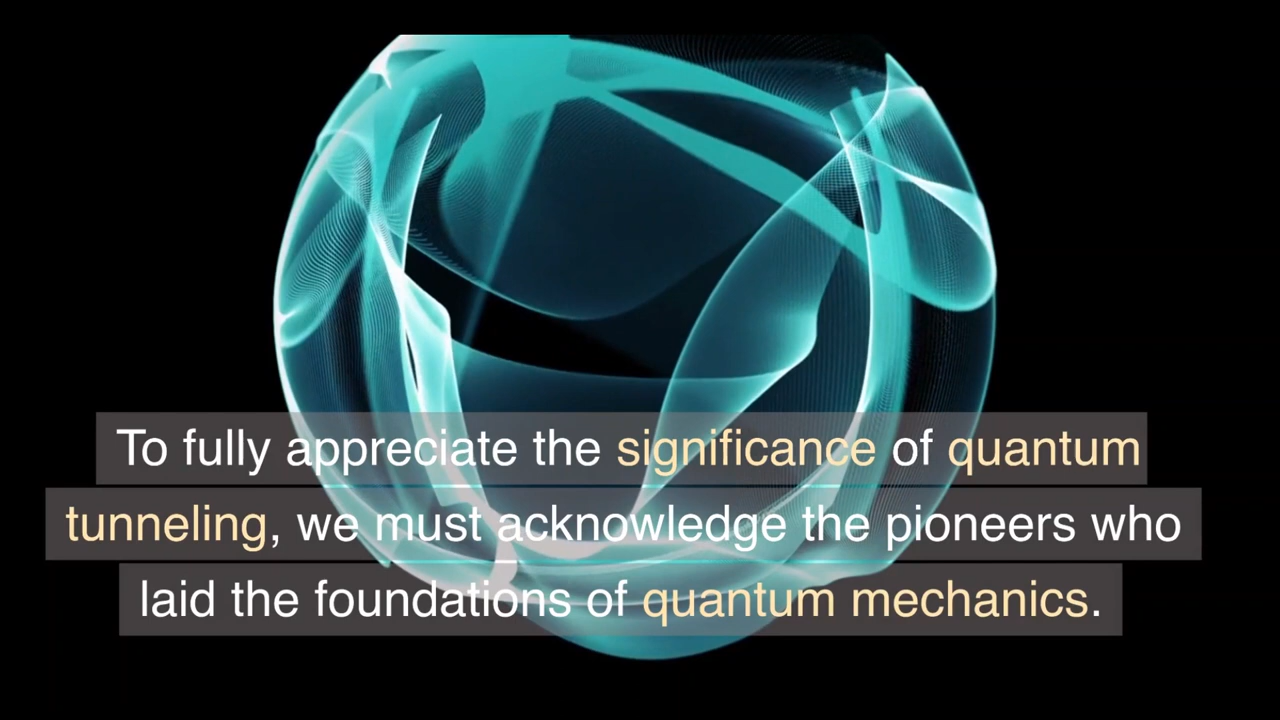 To fully appreciate the significance of quantum
tunneling, we must acknowledge the pioneers who
laid the foundations of quantum mechanics.